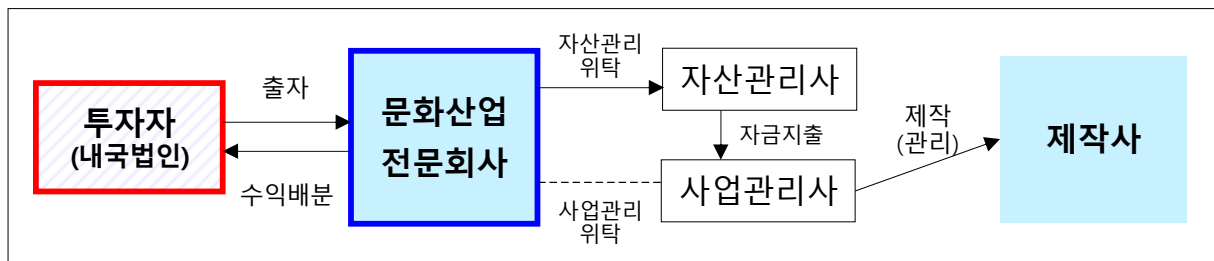 투자자
(내국법인)
출자
수익배분
문화산업
전문회사
자산관리
위탁
사업관리
위탁
자산관리사
자금지출
사업관리사
제작
(관리)
제작사